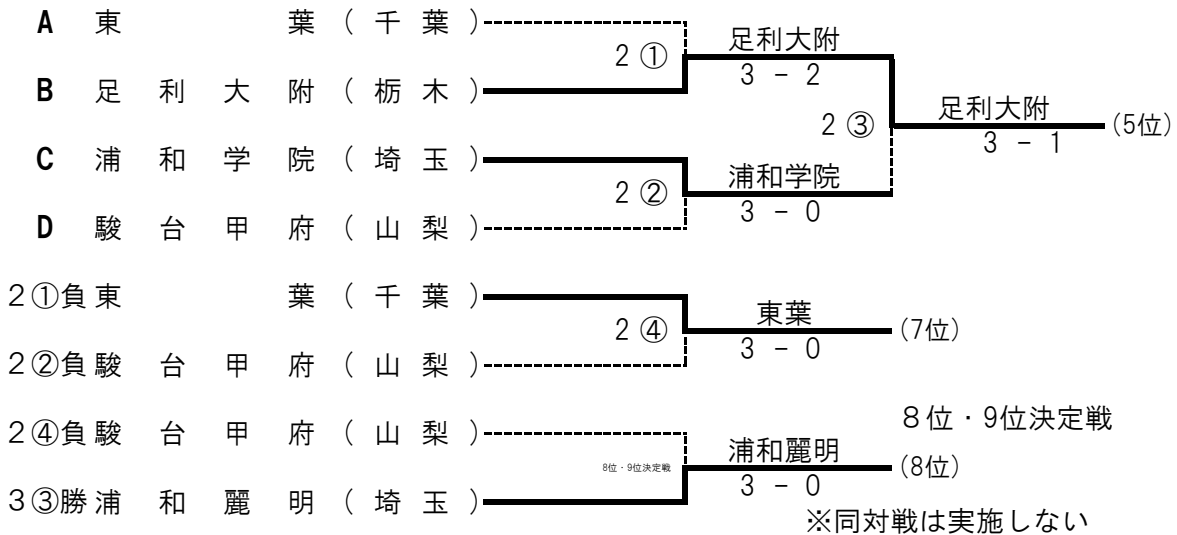 A 東 葉 ( 千 葉 )
2 ① 足利大附
3 - 2
B 足 利 大 附 ( 栃 木 )
2 ③ 足利大附 (5位)
3 - 1
C 浦 和 学 院 ( 埼 玉 )
2 ② 浦和学院
3 - 0
D 駿 台 甲 府 ( 山 梨 )
2①負 東 葉 ( 千 葉 )
2 ④ 東葉 (7位)
3 - 0
2②負 駿 台 甲 府 ( 山 梨 )
8位・9位決定戦
2④負 駿 台 甲 府 ( 山 梨 )
8位・9位決定戦 浦和麗明 (8位)
3 - 0
3③勝 浦 和 麗 明 ( 埼 玉 )
※同対戦は実施しない